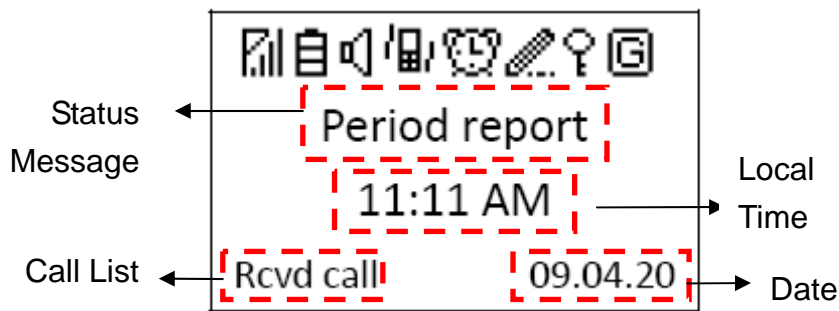 G
Status
Message
Period report
11:11 AM
Local
Time
Call List
Rcvd call
09.04.20
Date